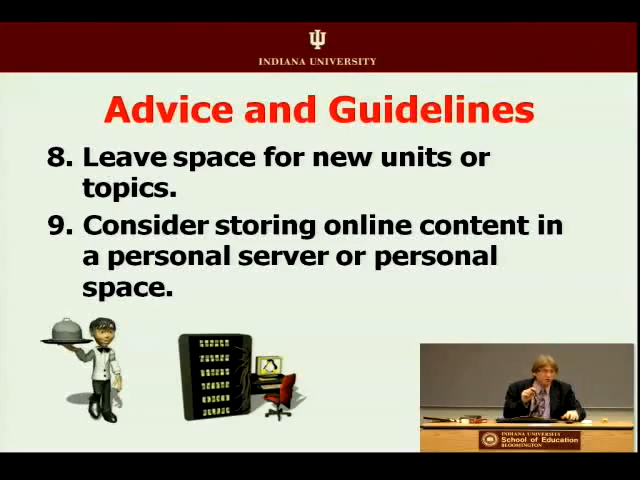 INDIANA UNIVERSITY
Advice and Guidelines
8. Leave space for new units or
topics.
9. Consider storing online content in
a personal server or personal
space.
INDIANA UNIVERSITY
School of Education
BLOOMINGTON